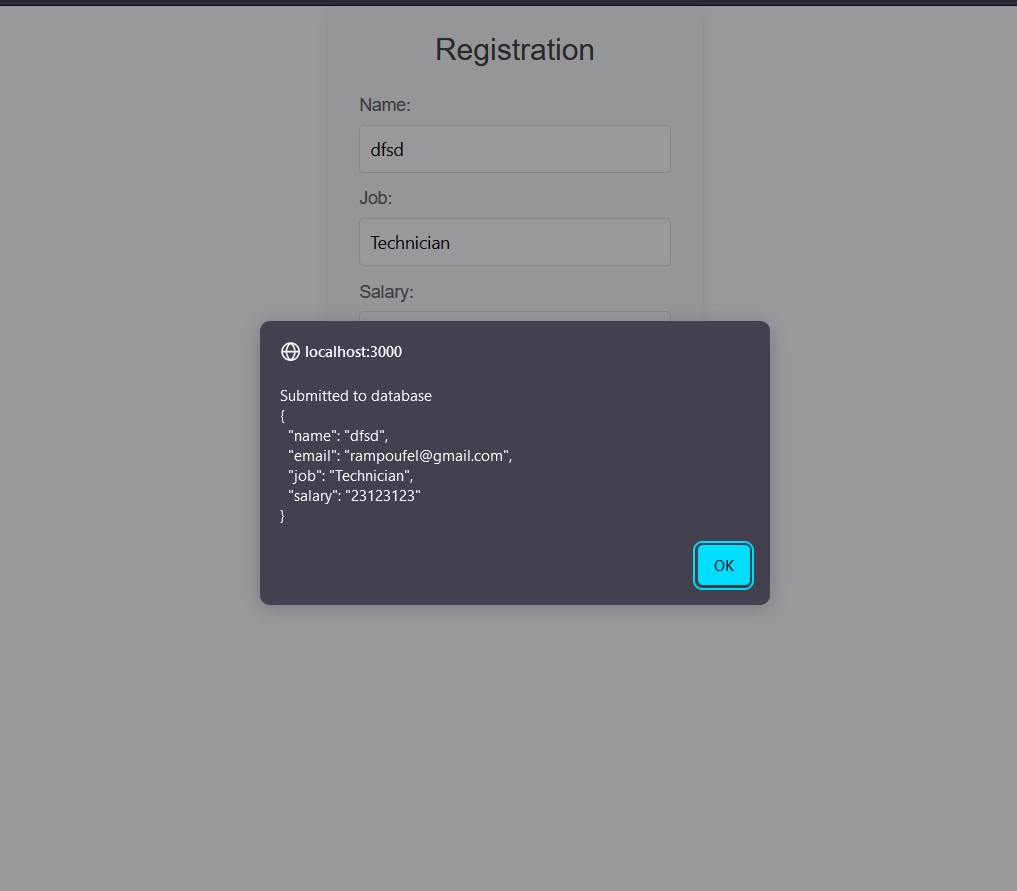 Registration
Name:
dfsd
Job:
Technician
Salary:
localhost:3000
Submitted to database
{
"name": "dfsd",
"email": "rampoufel@gmail.com",
"job": "Technician",
"salary": "23123123"
}
OK